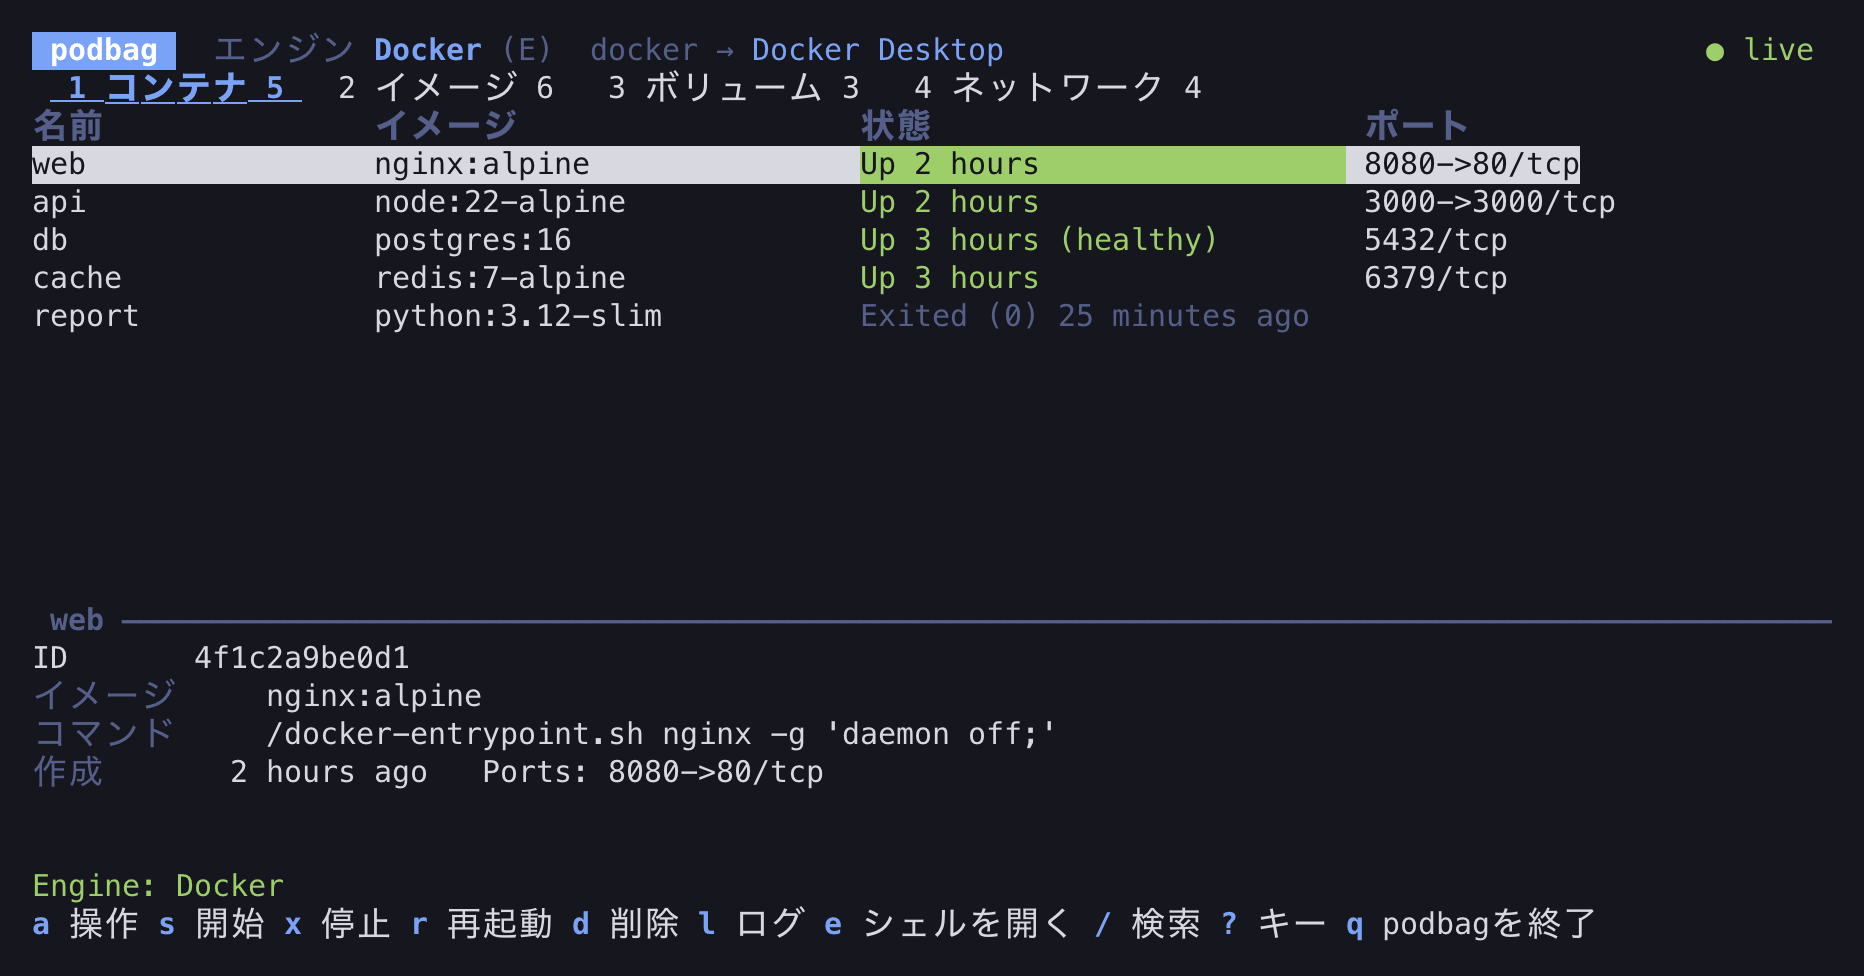 podbag エンジン Docker (E) docker → Docker Desktop ● live
1 コンテナ 5 2 イメージ 6 3 ボリューム 3 4 ネットワーク 4
名前 イメージ 状態 ポート
web nginx:alpine Up 2 hours 8080->80/tcp
api node:22-alpine Up 2 hours 3000->3000/tcp
db postgres:16 Up 3 hours (healthy) 5432/tcp
cache redis:7-alpine Up 3 hours 6379/tcp
report python:3.12-slim Exited (0) 25 minutes ago
web
ID 4f1c2a9be0d1
イメージ nginx:alpine
コマンド /docker-entrypoint.sh nginx -g 'daemon off;'
作成 2 hours ago Ports: 8080->80/tcp
Engine: Docker
a 操作 s 開始 x 停止 r 再起動 d 削除 l ログ e シェルを開く / 検索 ? キー q podbagを終了